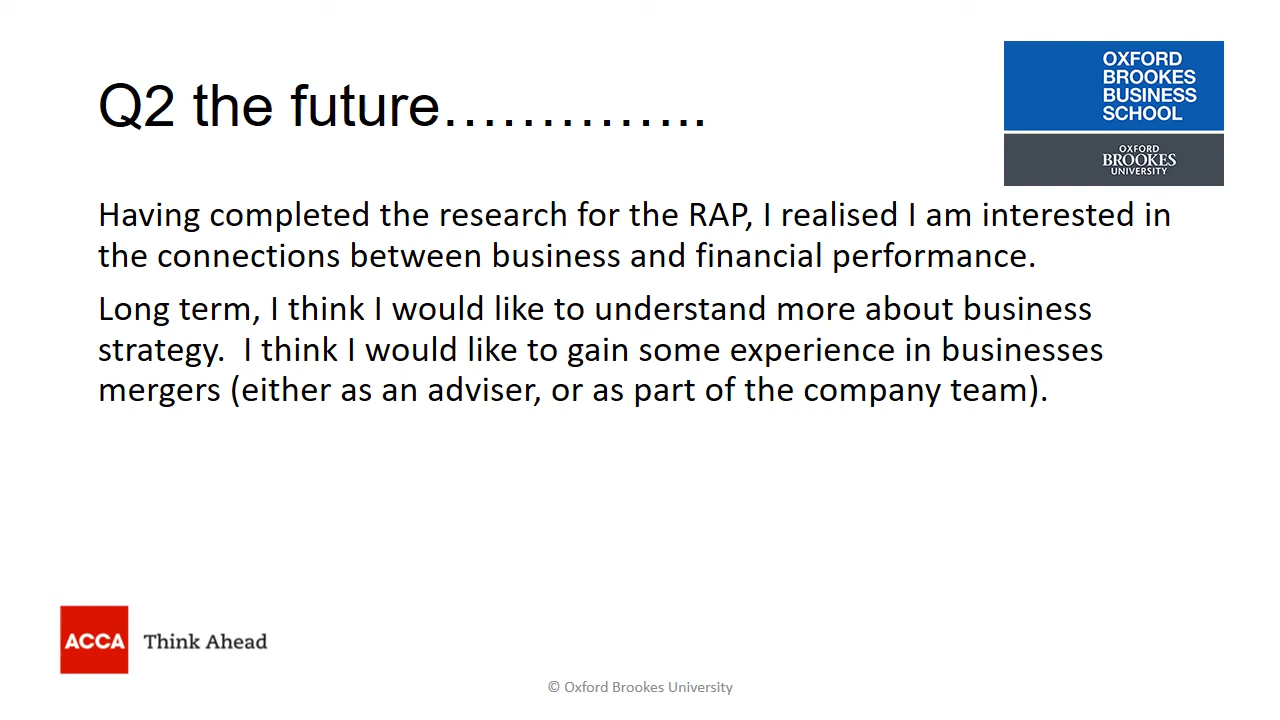 Q2 the future…………..
OXFORD
BROOKES
BUSINESS
SCHOOL
OXFORD
BROOKES
UNIVERSITY
Having completed the research for the RAP, I realised I am interested in
the connections between business and financial performance.
Long term, I think I would like to understand more about business
strategy.  I think I would like to gain some experience in businesses
mergers (either as an adviser, or as part of the company team).
ACCA Think Ahead
© Oxford Brookes University